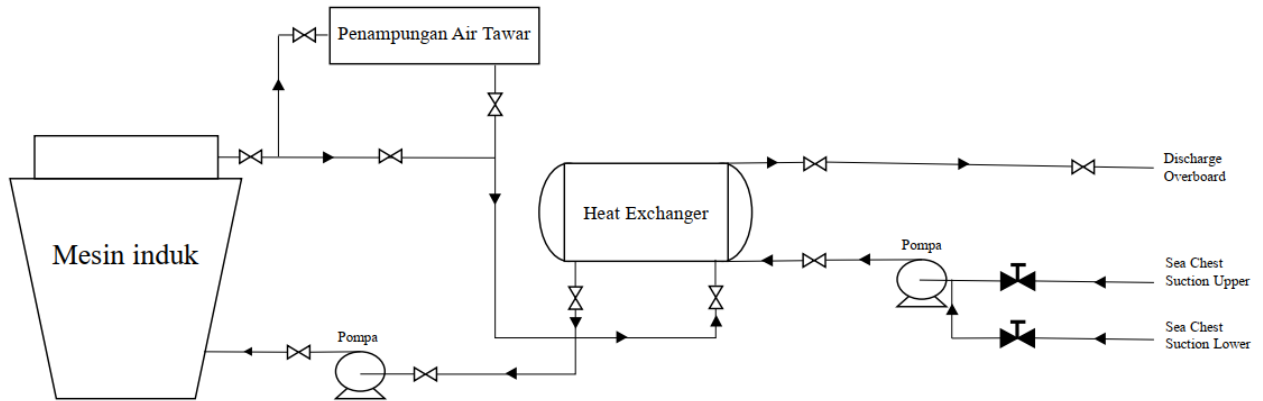 Penampungan Air Tawar
Discharge
Overboard
Heat Exchanger
Mesin induk
Pompa
Sea Chest
Suction Upper
Sea Chest
Suction Lower
Pompa